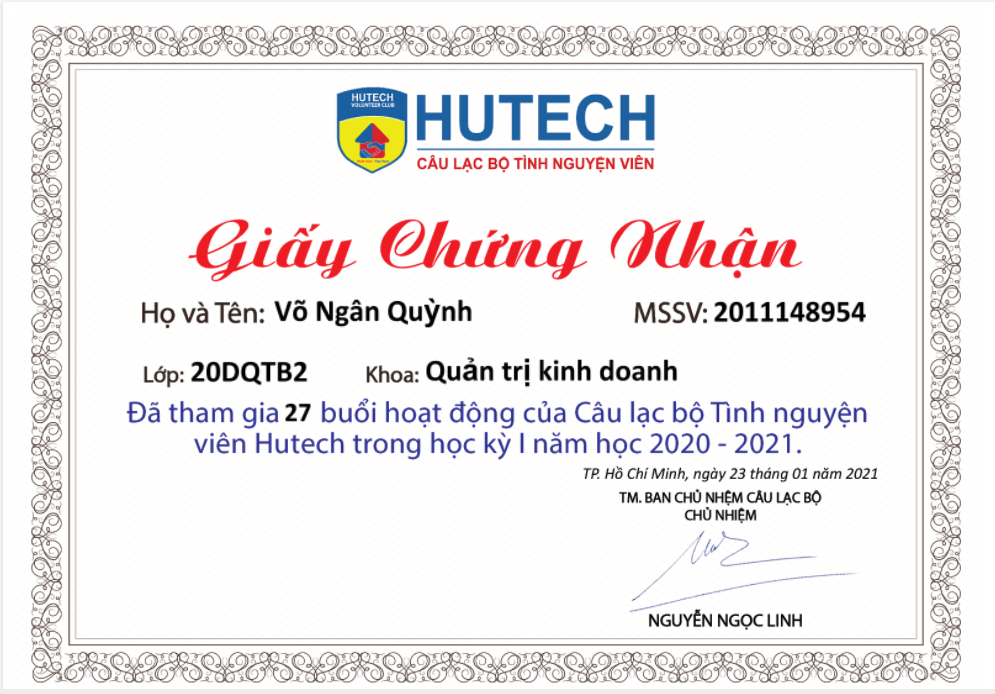 HUTECH
VOLUNTEER CLUB
HUTECH
CÂU LẠC BỘ TÌNH NGUYỆN VIÊN
Giấy Chứng Nhận
Họ và Tên: Võ Ngân Quỳnh MSSV: 2011148954
Lớp: 20DQTB2 Khoa: Quản trị kinh doanh
Đã tham gia 27 buổi hoạt động của Câu lạc bộ Tình nguyện
viên Hutech trong học kỳ I năm học 2020 - 2021.
TP. Hồ Chí Minh, ngày 23 tháng 01 năm 2021
TM. BAN CHỦ NHỆM CÂU LẠC BỘ
CHỦ NHIỆM
NGUYỄN NGỌC LINH